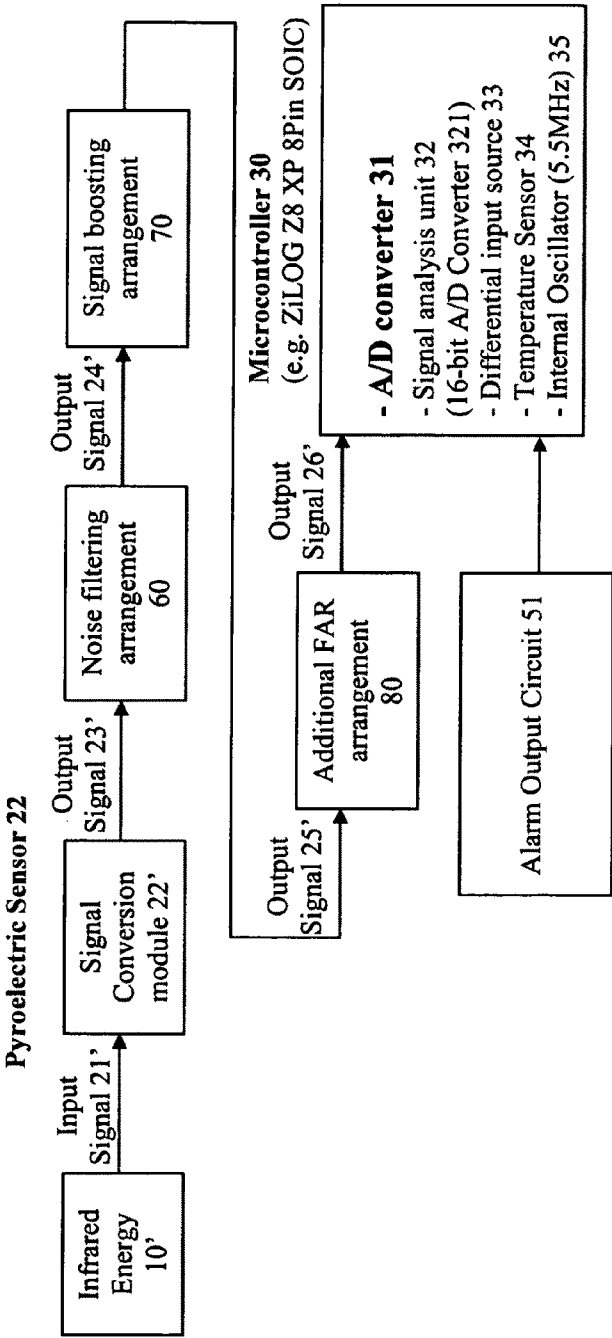 Pyroelectric Sensor 22
Infrared
Energy
10'
Input
Signal 21'
Signal
Conversion
module 22'
Output
Signal 23'
Noise filtering
arrangement
60
Output
Signal 24'
Signal boosting
arrangement
70
Output
Signal 25'
Additional FAR
arrangement
80
Output
Signal 26'
Microcontroller 30
(e.g. ZiLOG Z8 XP 8Pin SOIC)
- A/D converter 31
- Signal analysis unit 32
(16-bit A/D Converter 321)
- Differential input source 33
- Temperature Sensor 34
- Internal Oscillator (5.5MHz) 35
Alarm Output Circuit 51